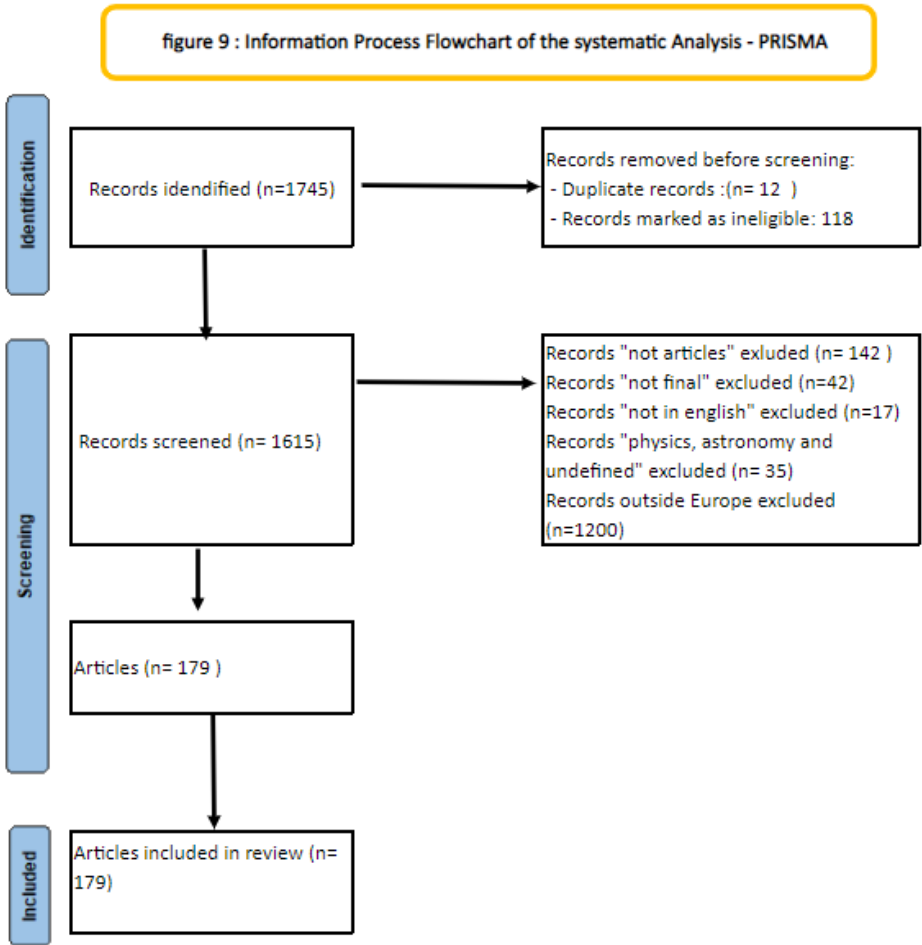 figure 9 : Information Process Flowchart of the systematic Analysis - PRISMA
Identification
Records idendified (n=1745)
Records removed before screening:
- Duplicate records :(n= 12 )
- Records marked as ineligible: 118
Screening
Records screened (n= 1615)
Records "not articles" exluded (n= 142 )
Records "not final" excluded (n=42)
Records "not in english" excluded (n=17)
Records "physics, astronomy and
undefined" excluded (n= 35)
Records outside Europe excluded
(n=1200)
Articles (n= 179 )
Included
Articles included in review (n=
179)